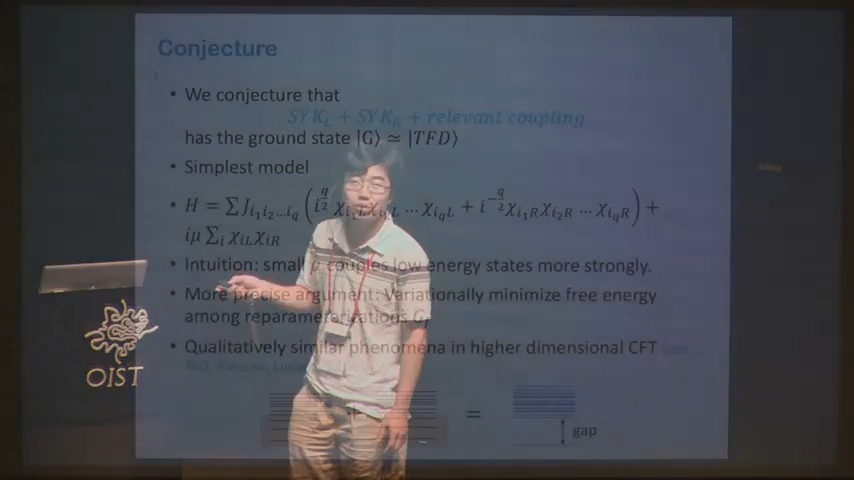 Conjecture
• We conjecture that
SYK_L + SYK_R + relevant coupling
has the ground state |G⟩ ≃ |TFD⟩
• Simplest model
• H = ∑ J_{i_1 i_2 … i_q} ( i^{q/2} χ_{i_1 L} χ_{i_2 L} … χ_{i_q L} + i^{-q/2} χ_{i_1 R} χ_{i_2 R} … χ_{i_q R} ) +
iμ ∑_i χ_{iL} χ_{iR}
• Intuition: small μ couples low energy states more strongly.
• More precise argument: Variationally minimize free energy
among reparametrizations
• Qualitatively similar phenomena in higher dimensional CFT
=
gap
OIST